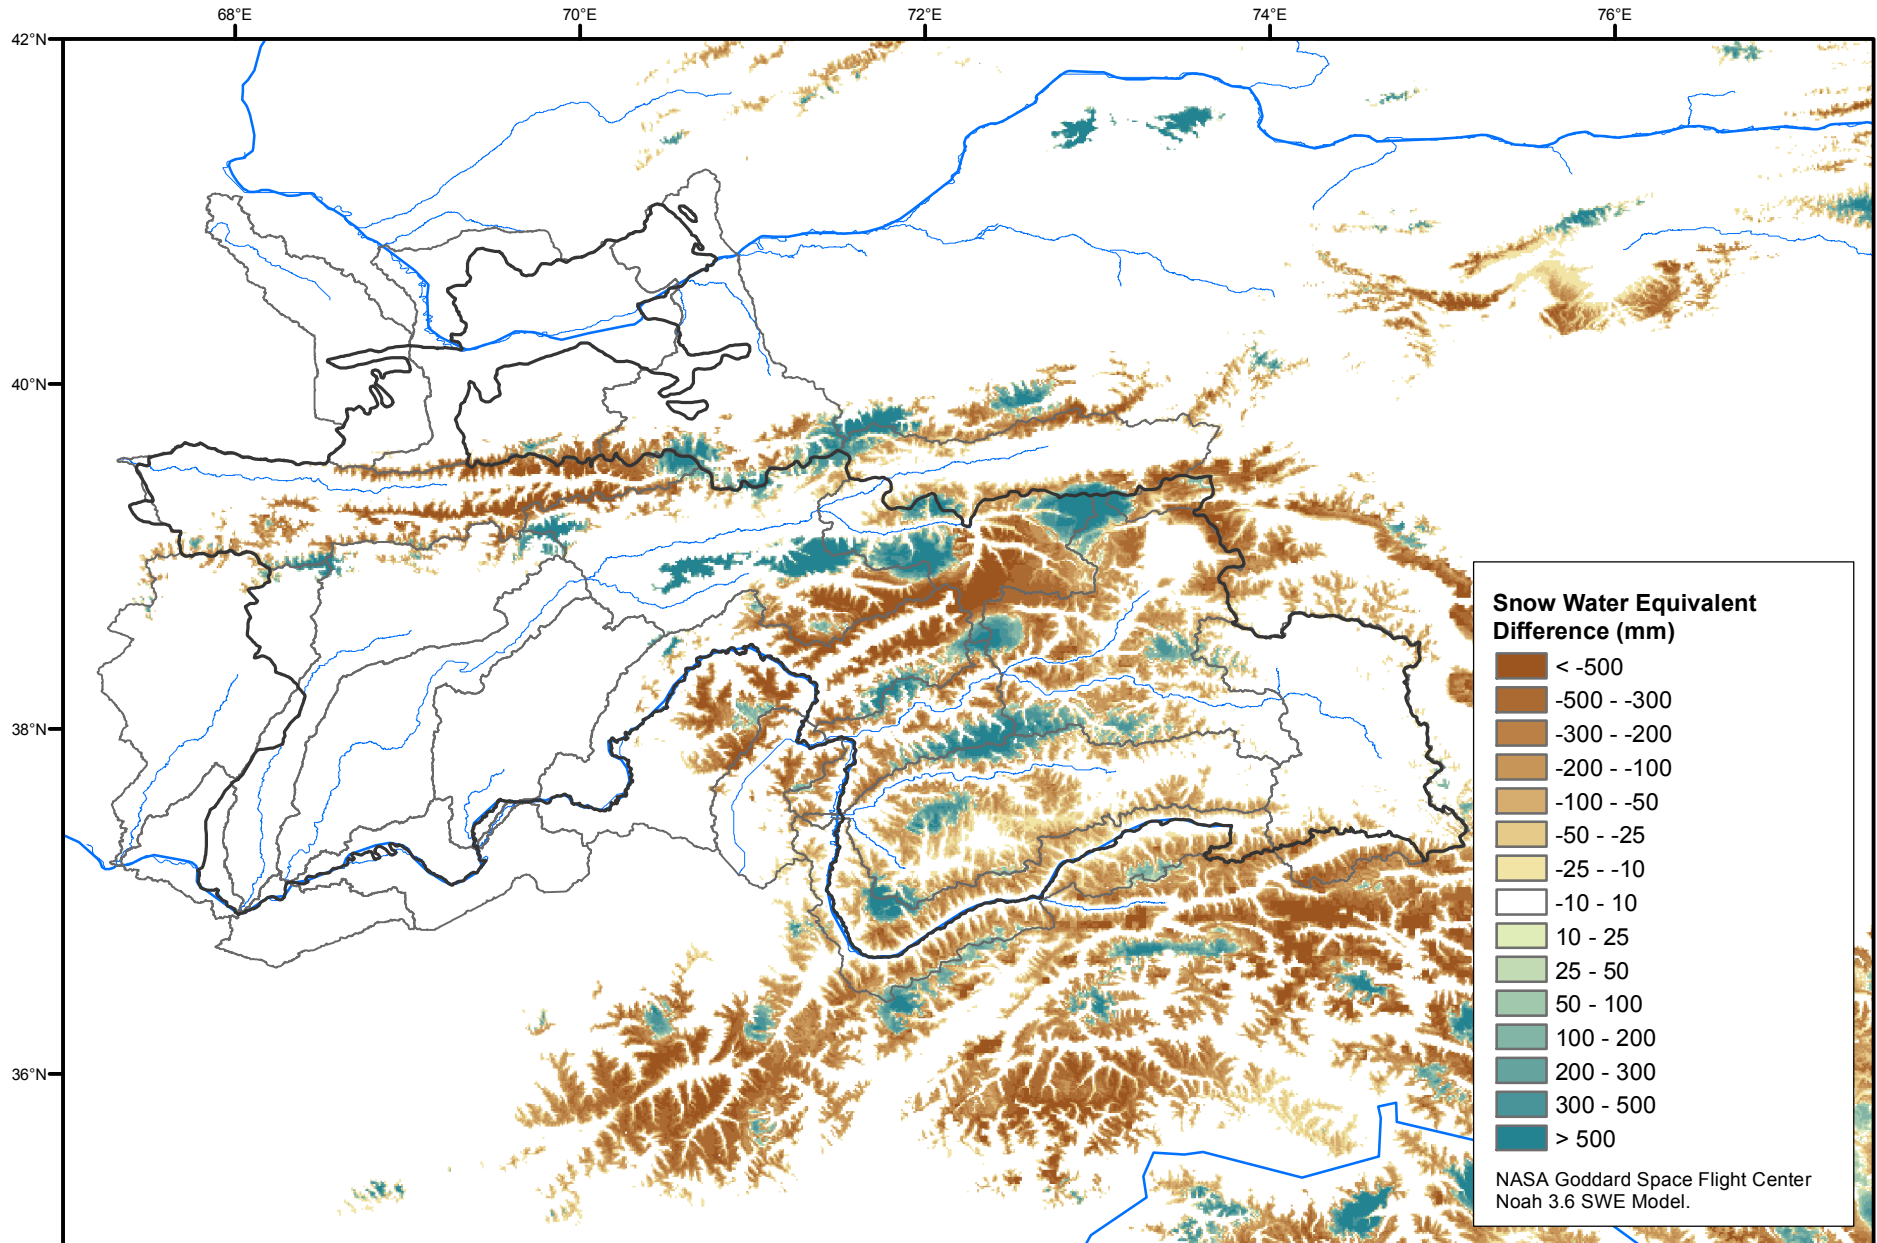 68°E 70°E 72°E 74°E 76°E
42°N
40°N
38°N
36°N
Snow Water Equivalent
Difference (mm)
< -500
-500 - -300
-300 - -200
-200 - -100
-100 - -50
-50 - -25
-25 - -10
-10 - 10
10 - 25
25 - 50
50 - 100
100 - 200
200 - 300
300 - 500
> 500
NASA Goddard Space Flight Center
Noah 3.6 SWE Model.